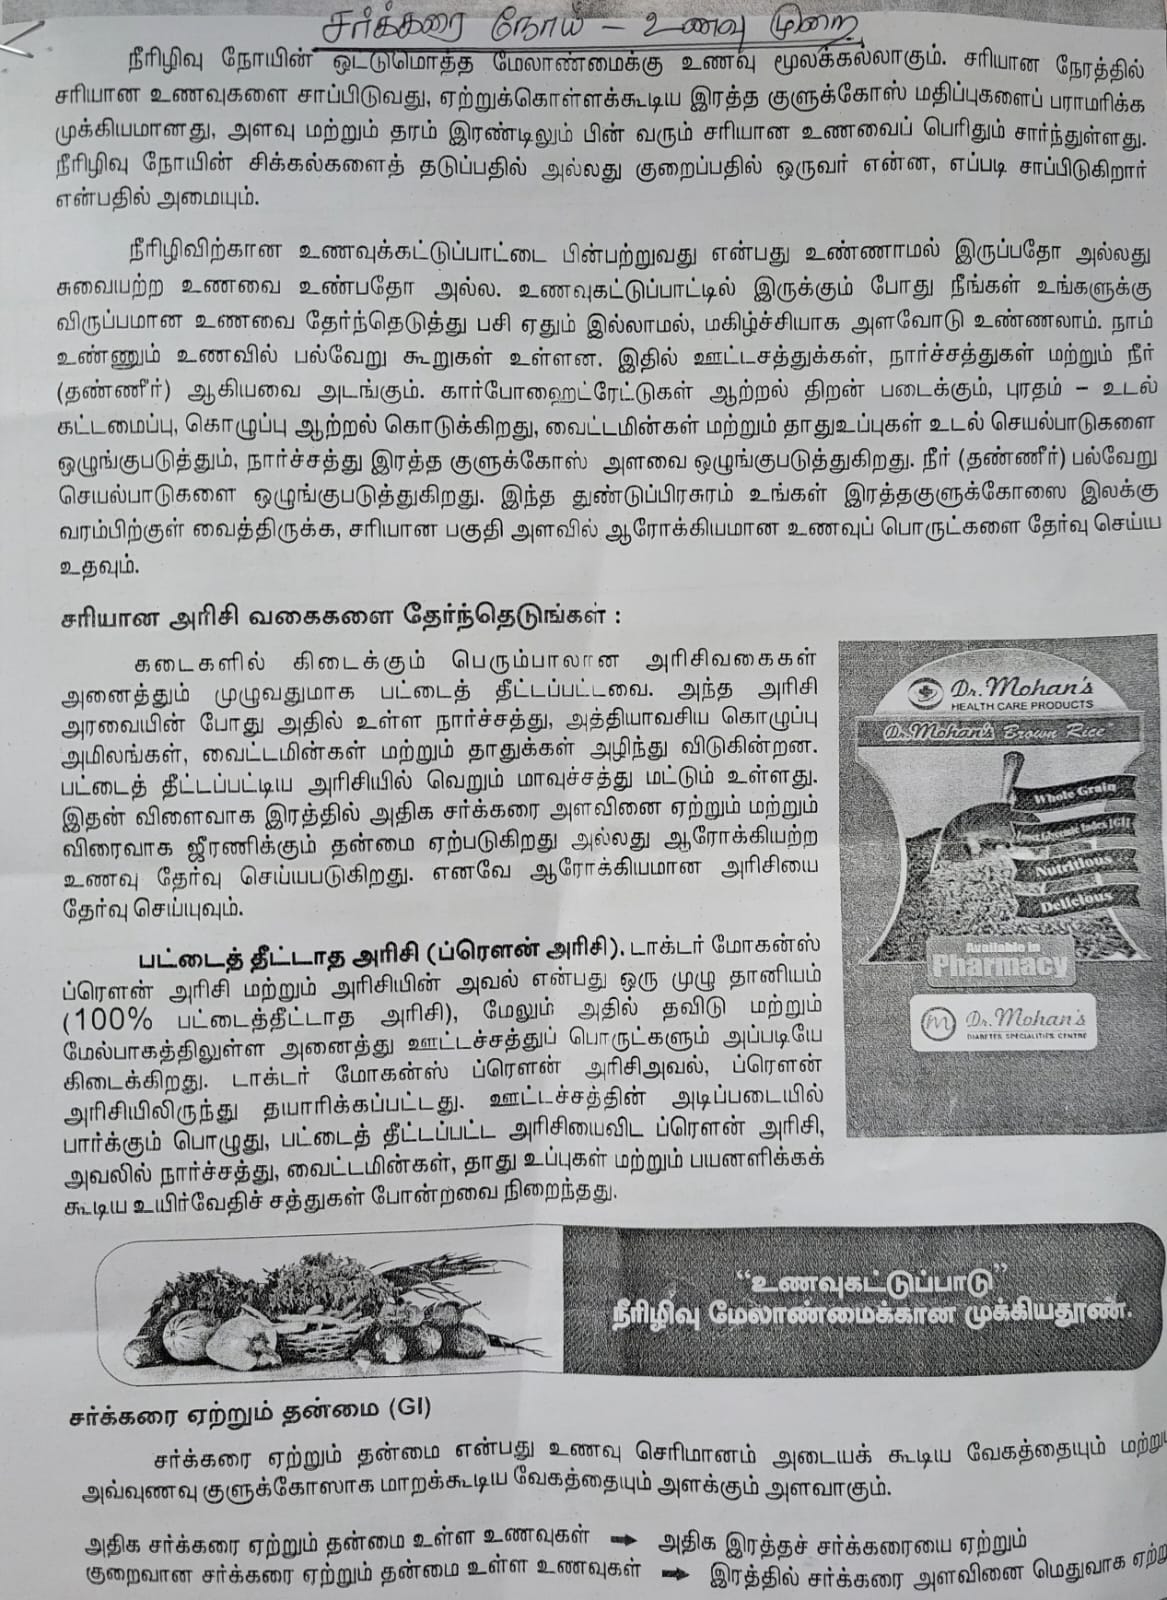 சர்க்கரை நோய் – உணவு முறை
நீரிழிவு நோயின் ஒட்டுமொத்த மேலாண்மைக்கு உணவு மூலக்கல்லாகும். சரியான நேரத்தில்
சரியான உணவுகளை சாப்பிடுவது, ஏற்றுக்கொள்ளக்கூடிய இரத்த குளுக்கோஸ் மதிப்புகளைப் பராமரிக்க
முக்கியமானது, அளவு மற்றும் தரம் இரண்டிலும் பின் வரும் சரியான உணவைப் பெரிதும் சார்ந்துள்ளது.
நீரிழிவு நோயின் சிக்கல்களைத் தடுப்பதில் அல்லது குறைப்பதில் ஒருவர் என்ன, எப்படி சாப்பிடுகிறார்
என்பதில் அமையும்.
நீரிழிவிற்கான உணவுக்கட்டுப்பாட்டை பின்பற்றுவது என்பது உண்ணாமல் இருப்பதோ அல்லது
சுவையற்ற உணவை உண்பதோ அல்ல. உணவுகட்டுப்பாட்டில் இருக்கும் போது நீங்கள் உங்களுக்கு
விருப்பமான உணவை தேர்ந்தெடுத்து பசி ஏதும் இல்லாமல், மகிழ்ச்சியாக அளவோடு உண்ணலாம். நாம்
உண்ணும் உணவில் பல்வேறு கூறுகள் உள்ளன. இதில் ஊட்டசத்துக்கள், நார்ச்சத்துகள் மற்றும் நீர்
(தண்ணீர்) ஆகியவை அடங்கும். கார்போஹைட்ரேட்டுகள் ஆற்றல் திறன் படைக்கும், புரதம் – உடல்
கட்டமைப்பு, கொழுப்பு ஆற்றல் கொடுக்கிறது, வைட்டமின்கள் மற்றும் தாதுஉப்புகள் உடல் செயல்பாடுகளை
ஒழுங்குபடுத்தும், நார்ச்சத்து இரத்த குளுக்கோஸ் அளவை ஒழுங்குபடுத்துகிறது. நீர் (தண்ணீர்) பல்வேறு
செயல்பாடுகளை ஒழுங்குபடுத்துகிறது. இந்த துண்டுப்பிரசுரம் உங்கள் இரத்தகுளுக்கோஸை இலக்கு
வரம்பிற்குள் வைத்திருக்க, சரியான பகுதி அளவில் ஆரோக்கியமான உணவுப் பொருட்களை தேர்வு செய்ய
உதவும்.
சரியான அரிசி வகைகளை தேர்ந்தெடுங்கள் :
கடைகளில் கிடைக்கும் பெரும்பாலான அரிசிவகைகள்
அனைத்தும் முழுவதுமாக பட்டைத் தீட்டப்பட்டவை. அந்த அரிசி
அரவையின் போது அதில் உள்ள நார்ச்சத்து, அத்தியாவசிய கொழுப்பு
அமிலங்கள், வைட்டமின்கள் மற்றும் தாதுக்கள் அழிந்து விடுகின்றன.
பட்டைத் தீட்டப்பட்டிய அரிசியில் வெறும் மாவுச்சத்து மட்டும் உள்ளது.
இதன் விளைவாக இரத்தில் அதிக சர்க்கரை அளவினை ஏற்றும் மற்றும்
விரைவாக ஜீரணிக்கும் தன்மை ஏற்படுகிறது அல்லது ஆரோக்கியற்ற
உணவு தேர்வு செய்யபடுகிறது. எனவே ஆரோக்கியமான அரிசியை
தேர்வு செய்யுவும்.
பட்டைத் தீட்டாத அரிசி (ப்ரௌன் அரிசி). டாக்டர் மோகன்ஸ்
ப்ரௌன் அரிசி மற்றும் அரிசியின் அவல் என்பது ஒரு முழு தானியம்
(100% பட்டைத்தீட்டாத அரிசி), மேலும் அதில் தவிடு மற்றும்
மேல்பாகத்திலுள்ள அனைத்து ஊட்டச்சத்துப் பொருட்களும் அப்படியே
கிடைக்கிறது. டாக்டர் மோகன்ஸ் ப்ரௌன் அரிசிஅவல், ப்ரௌன்
அரிசியிலிருந்து தயாரிக்கப்பட்டது. ஊட்டச்சத்தின் அடிப்படையில்
பார்க்கும் பொழுது, பட்டைத் தீட்டப்பட்ட அரிசியைவிட ப்ரௌன் அரிசி,
அவலில் நார்ச்சத்து, வைட்டமின்கள், தாது உப்புகள் மற்றும் பயனளிக்கக்
கூடிய உயிர்வேதிச் சத்துகள் போன்றவை நிறைந்தது.
Dr. Mohan's
HEALTH CARE PRODUCTS
Dr. Mohan's Brown Rice
Whole Grain
Nutritious
Delicious
Available in
Pharmacy
Dr. Mohan's
DIABETES SPECIALITIES CENTRE
“உணவுகட்டுப்பாடு”
நீரிழிவு மேலாண்மைக்கான முக்கியதூண்.
சர்க்கரை ஏற்றும் தன்மை (GI)
சர்க்கரை ஏற்றும் தன்மை என்பது உணவு செரிமானம் அடையக் கூடிய வேகத்தையும் மற்று
அவ்வுணவு குளுக்கோஸாக மாறக்கூடிய வேகத்தையும் அளக்கும் அளவாகும்.
அதிக சர்க்கரை ஏற்றும் தன்மை உள்ள உணவுகள் ➡ அதிக இரத்தச் சர்க்கரையை ஏற்றும்
குறைவான சர்க்கரை ஏற்றும் தன்மை உள்ள உணவுகள் ➡ இரத்தில் சர்க்கரை அளவினை மெதுவாக ஏற்று